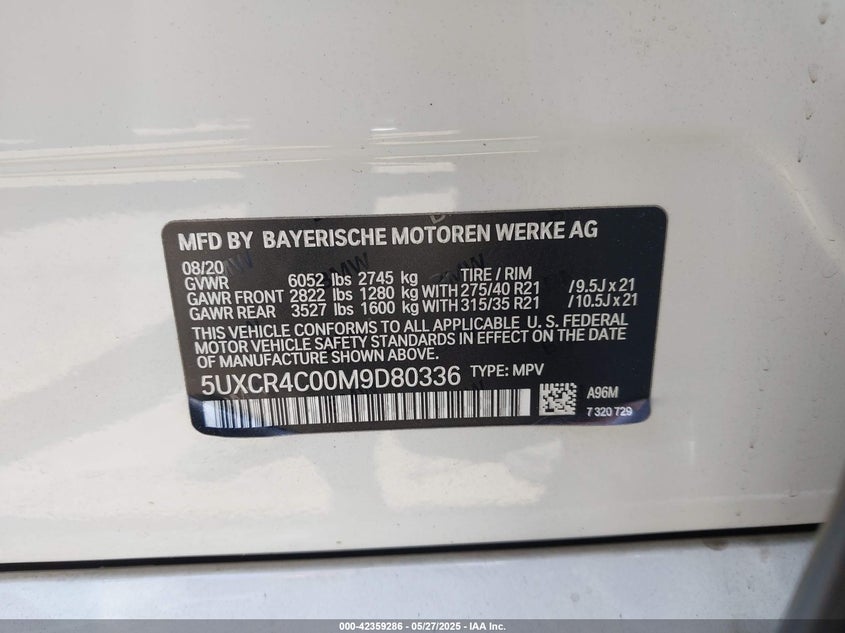 MFD BY BAYERISCHE MOTOREN WERKE AG
08/20
GVWR 6052 lbs 2745 kg TIRE / RIM
GAWR FRONT 2822 lbs 1280 kg WITH 275/40 R21 / 9.5J x 21
GAWR REAR 3527 lbs 1600 kg WITH 315/35 R21 / 10.5J x 21
THIS VEHICLE CONFORMS TO ALL APPLICABLE U. S. FEDERAL
MOTOR VEHICLE SAFETY STANDARDS IN EFFECT ON THE DATE
OF MANUFACTURE SHOWN ABOVE.
5UXCR4C00M9D80336 TYPE: MPV
A96M
7 320 729
000-42359286 - 05/27/2025 - IAA Inc.